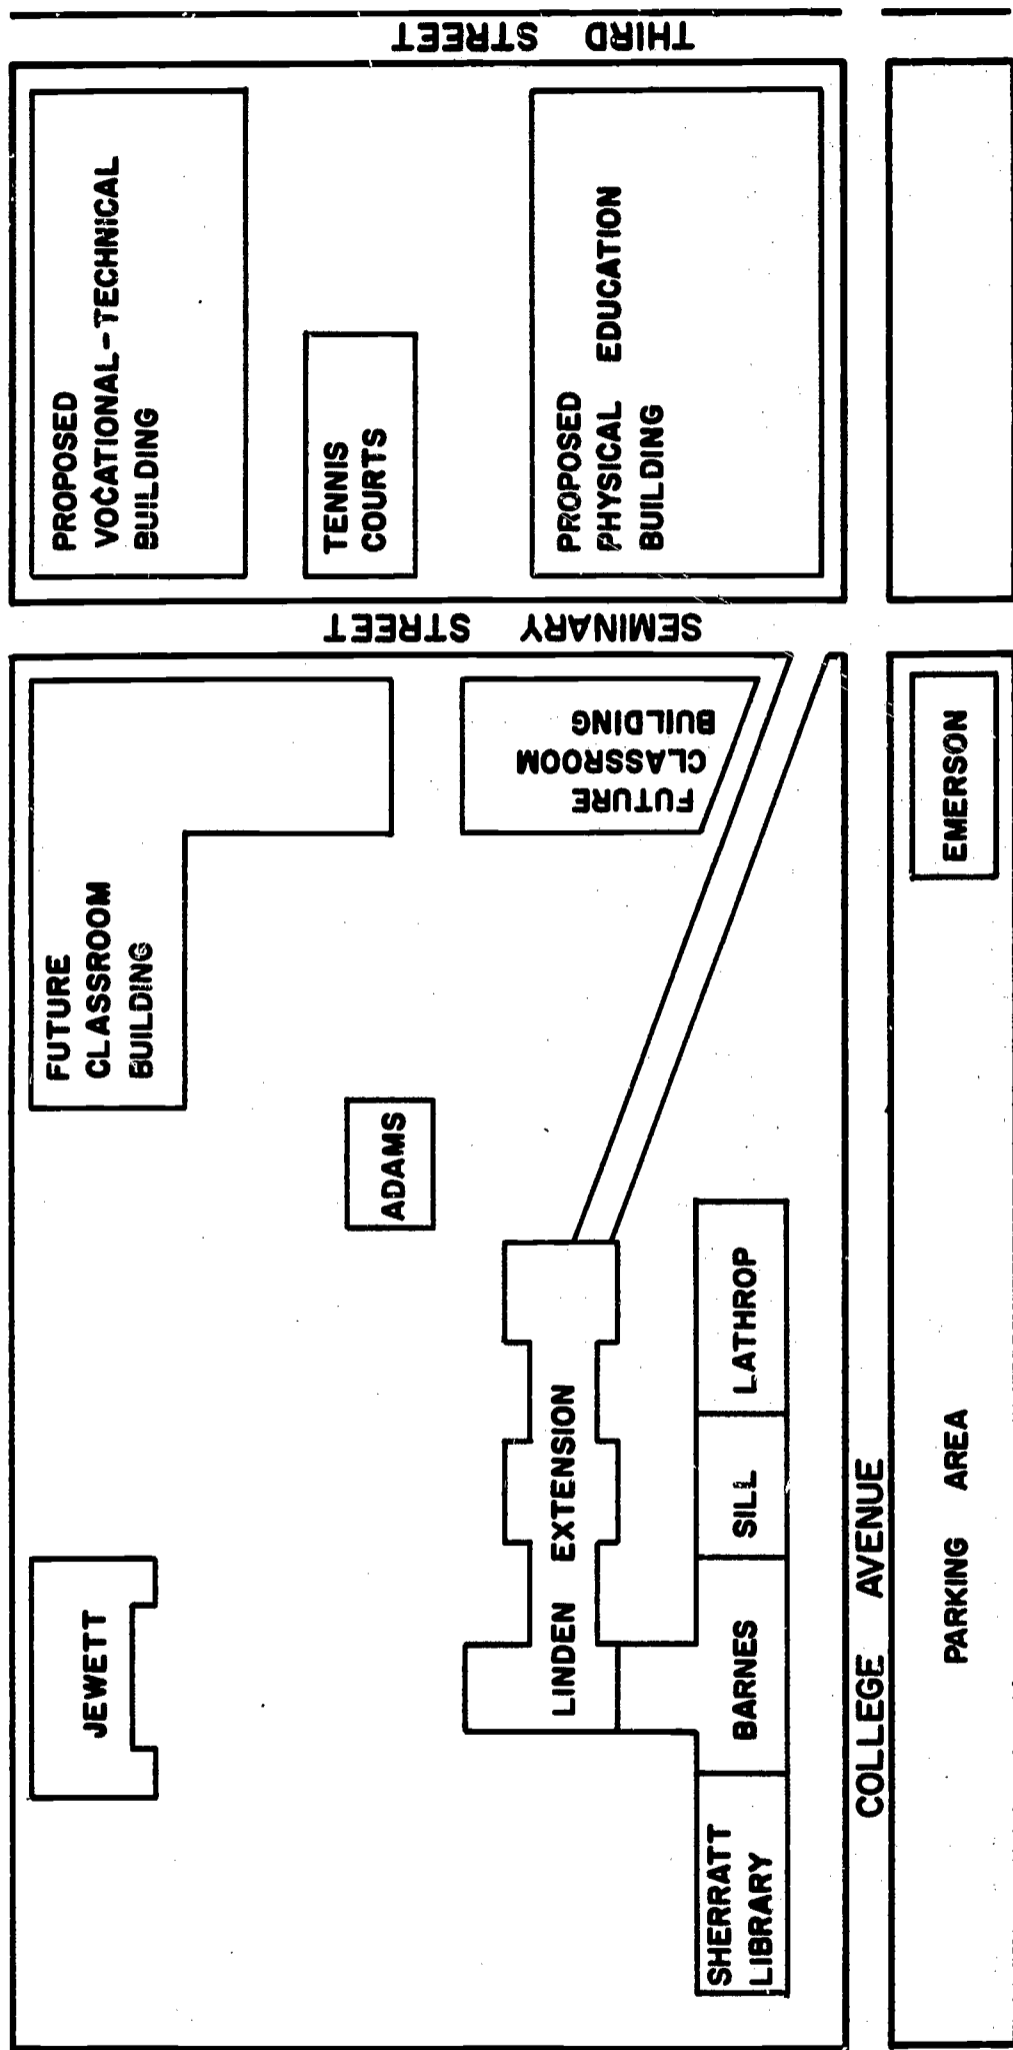 THIRD STREET
PROPOSED
VOCATIONAL-TECHNICAL
BUILDING
TENNIS
COURTS
PROPOSED
PHYSICAL EDUCATION
BUILDING
SEMINARY STREET
FUTURE
CLASSROOM
BUILDING
FUTURE
CLASSROOM
BUILDING
EMERSON
ADAMS
JEWETT
LINDEN EXTENSION
LATHROP
SILL
BARNES
SHERRATT
LIBRARY
COLLEGE AVENUE
PARKING AREA